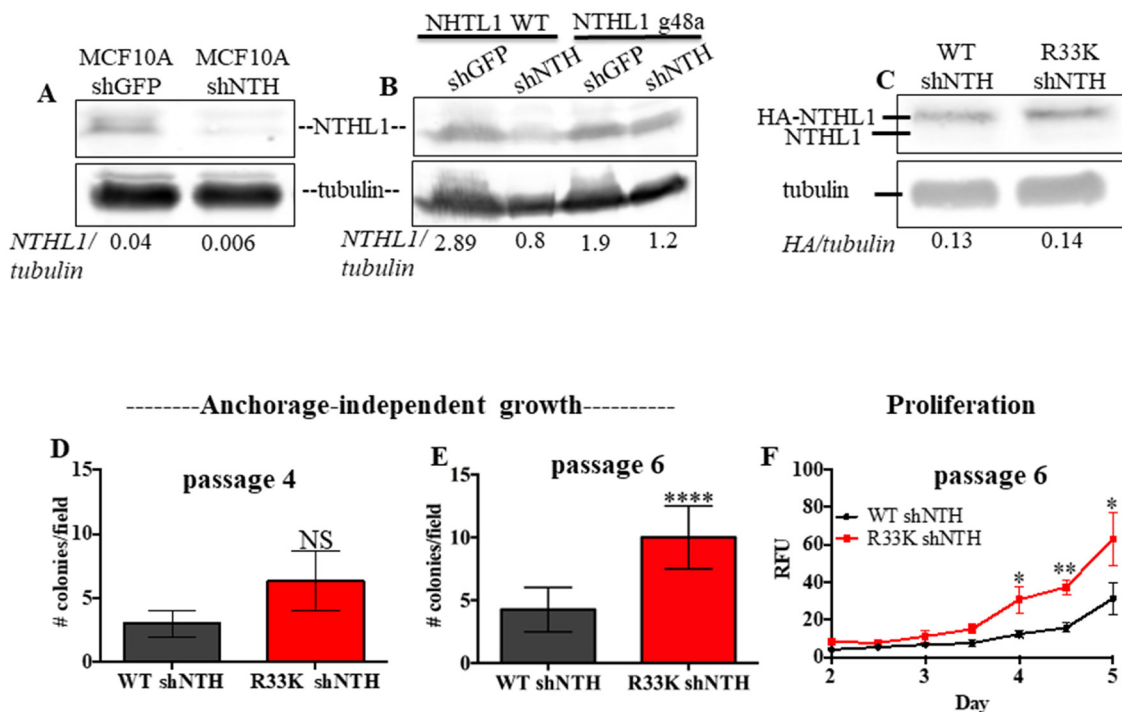 A
MCF10A MCF10A
shGFP shNTH
--NTHL1--
--tubulin--
NTHL1/ 0.04 0.006
tubulin
B
NHTL1 WT NTHL1 g48a
shGFP shNTH shGFP shNTH
NTHL1/ 2.89 0.8 1.9 1.2
tubulin
C
WT R33K
shNTH shNTH
HA-NTHL1
NTHL1
tubulin
HA/tubulin 0.13 0.14
--------Anchorage-independent growth----------
D
passage 4
# colonies/field
15
10
5
0
NS
WT shNTH R33K shNTH
E
passage 6
# colonies/field
15
10
5
0
****
WT shNTH R33K shNTH
Proliferation
F
passage 6
WT shNTH
R33K shNTH
RFU
100
80
60
40
20
0
* ** *
2 3 4 5
Day